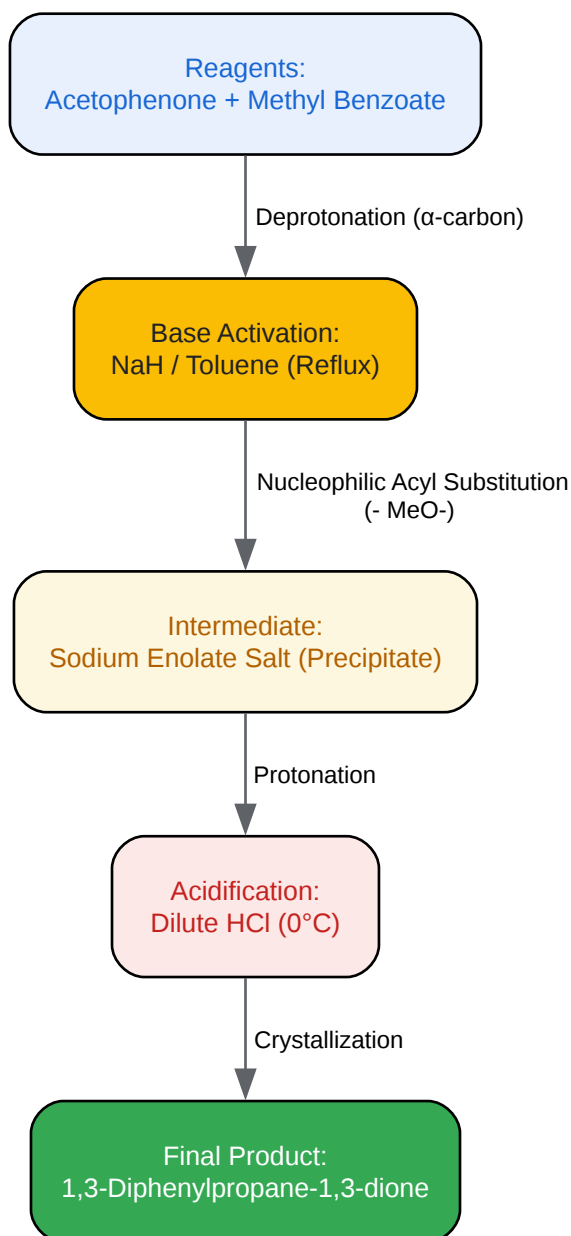 Reagents:
Acetophenone + Methyl Benzoate
Deprotonation (α-carbon)
Base Activation:
NaH / Toluene (Reflux)
Nucleophilic Acyl Substitution
(- MeO-)
Intermediate:
Sodium Enolate Salt (Precipitate)
Protonation
Acidification:
Dilute HCl (0°C)
Crystallization
Final Product:
1,3-Diphenylpropane-1,3-dione